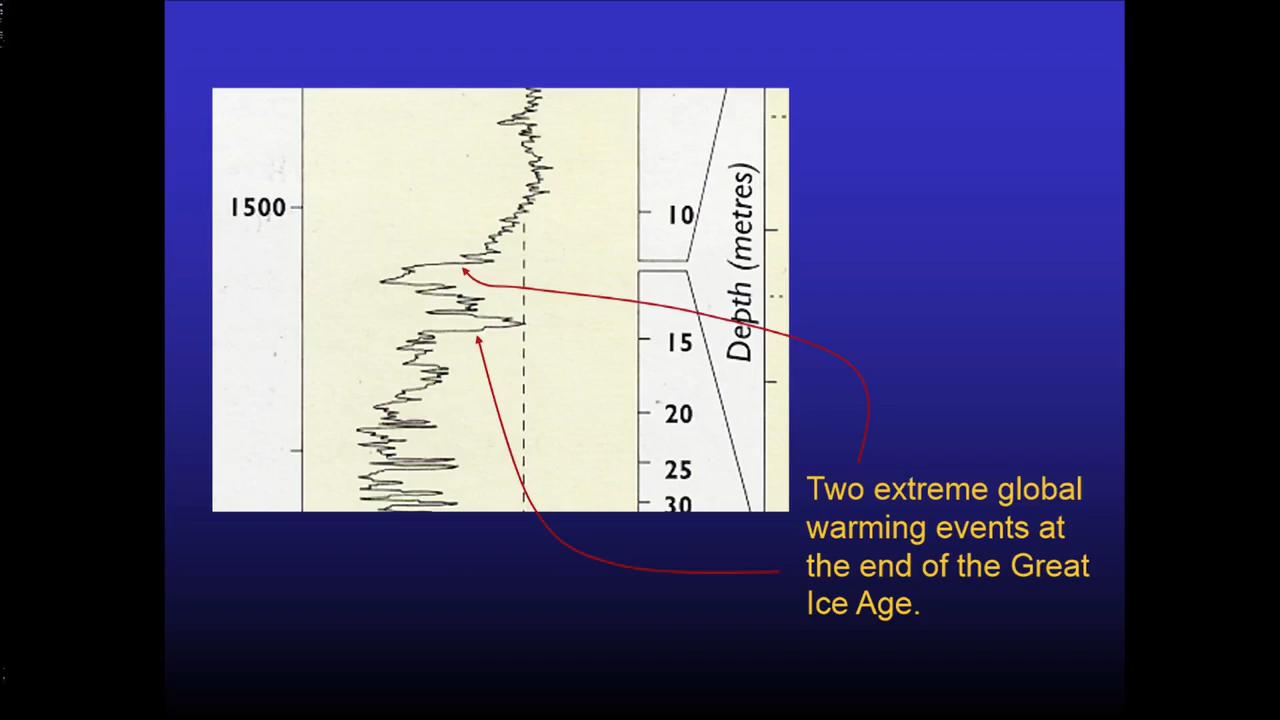 1500
10
15
20
25
30
Depth (metres)
Two extreme global
warming events at
the end of the Great
Ice Age.